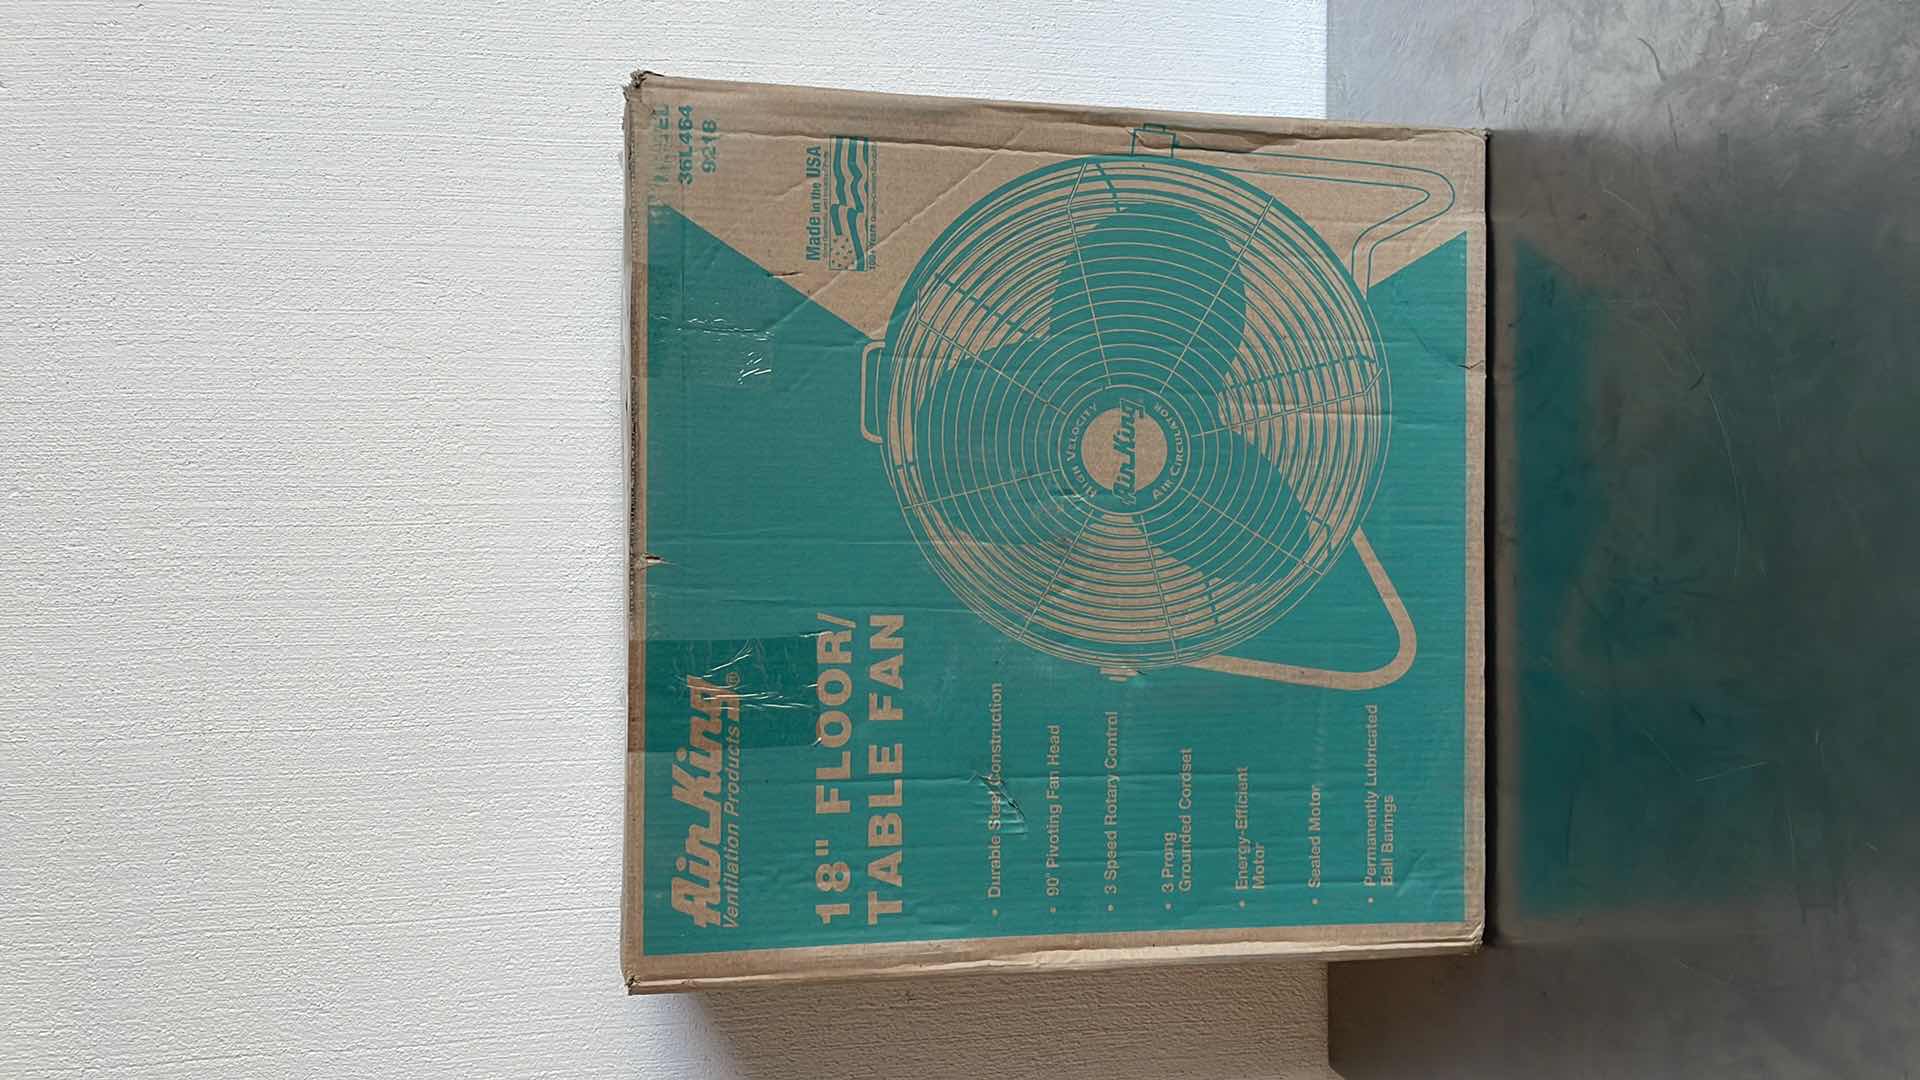 36L464
9218
Made in the USA
Air King®
Ventilation Products
18" FLOOR/
TABLE FAN
• Durable Steel Construction
• 90° Pivoting Fan Head
• 3 Speed Rotary Control
• 3 Prong
Grounded Cordset
• Energy-Efficient
Motor
• Sealed Motor
• Permanently Lubricated
Ball Barings
HIGH VELOCITY
Air King
AIR CIRCULATOR